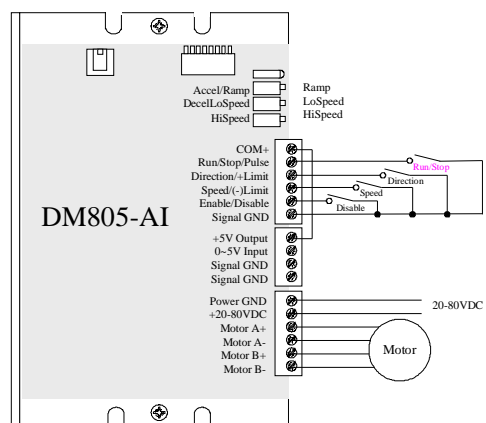 Accel/Ramp Ramp
DecelLoSpeed LoSpeed
HiSpeed HiSpeed
COM+
Run/Stop/Pulse Run/Stop
Direction/+Limit Direction
Speed/(-)Limit Speed
Enable/Disable Disable
Signal GND
DM805-AI
+5V Output
0~5V Input
Signal GND
Signal GND
Power GND 20-80VDC
+20-80VDC
Motor A+
Motor A- Motor
Motor B+
Motor B-